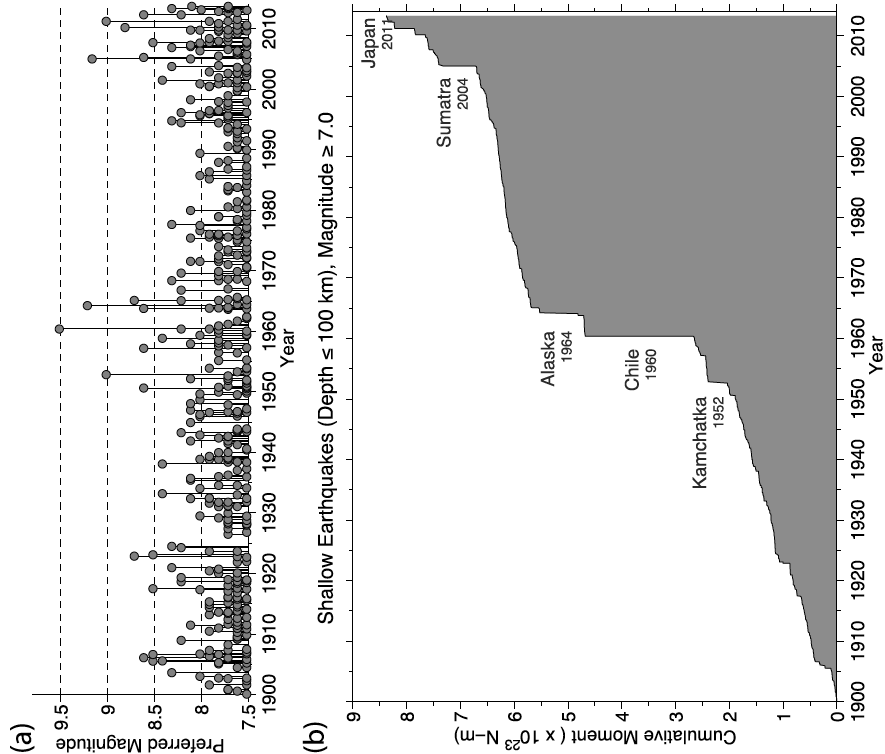 (a)
Preferred Magnitude
9.5
9
8.5
8
7.5
1900 1910 1920 1930 1940 1950 1960 1970 1980 1990 2000 2010
Year
(b)
Shallow Earthquakes (Depth ≤ 100 km), Magnitude ≥ 7.0
Cumulative Moment ( x 10²³ N–m)
9
8
7
6
5
4
3
2
1
0
Japan
2011
Sumatra
2004
Alaska
1964
Chile
1960
Kamchatka
1952
1900 1910 1920 1930 1940 1950 1960 1970 1980 1990 2000 2010
Year